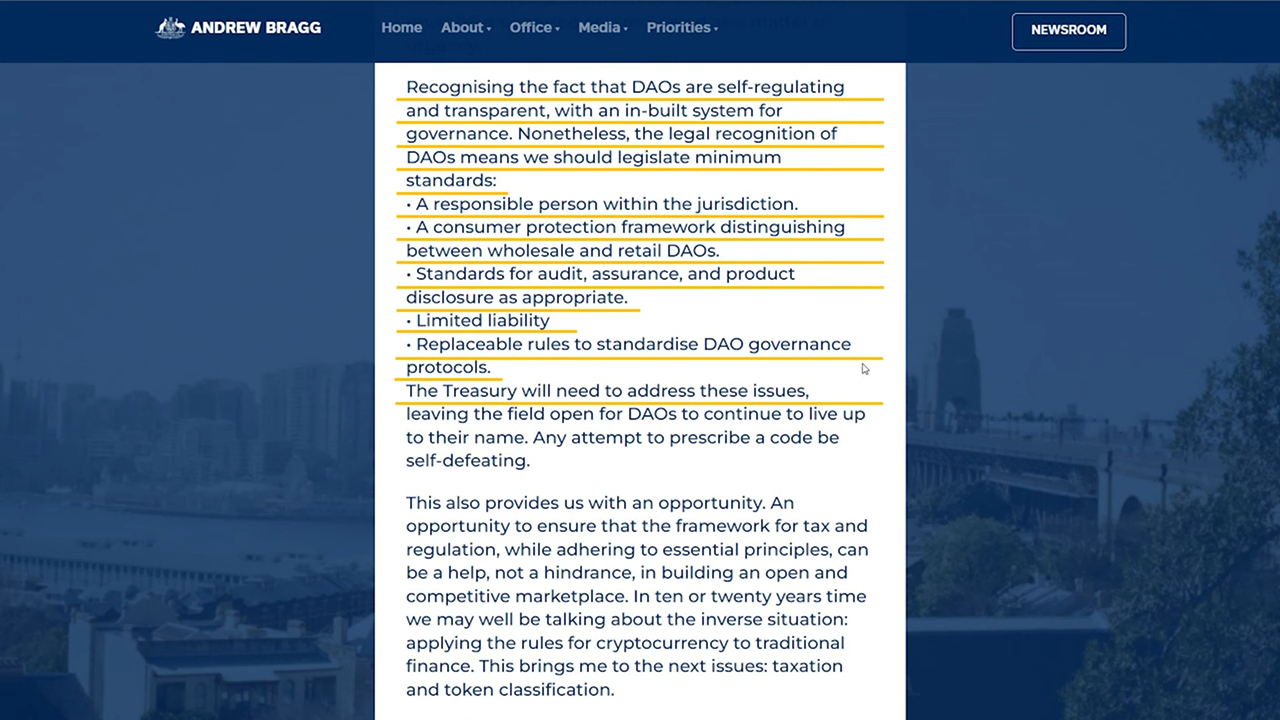 ANDREW BRAGG
Home About Office Media Priorities
NEWSROOM
Recognising the fact that DAOs are self-regulating
and transparent, with an in-built system for
governance. Nonetheless, the legal recognition of
DAOs means we should legislate minimum
standards:
• A responsible person within the jurisdiction.
• A consumer protection framework distinguishing
between wholesale and retail DAOs.
• Standards for audit, assurance, and product
disclosure as appropriate.
• Limited liability
• Replaceable rules to standardise DAO governance
protocols.
The Treasury will need to address these issues,
leaving the field open for DAOs to continue to live up
to their name. Any attempt to prescribe a code be
self-defeating.
This also provides us with an opportunity. An
opportunity to ensure that the framework for tax and
regulation, while adhering to essential principles, can
be a help, not a hindrance, in building an open and
competitive marketplace. In ten or twenty years time
we may well be talking about the inverse situation:
applying the rules for cryptocurrency to traditional
finance. This brings me to the next issues: taxation
and token classification.